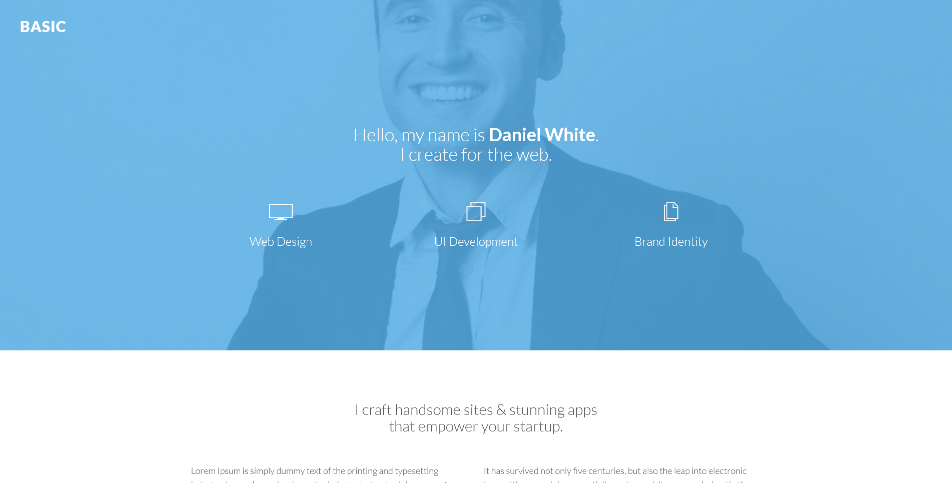 BASIC
Hello, my name is Daniel White.
I create for the web.
Web Design
UI Development
Brand Identity
I craft handsome sites & stunning apps
that empower your startup.
Lorem Ipsum is simply dummy text of the printing and typesetting
It has survived not only five centuries, but also the leap into electronic